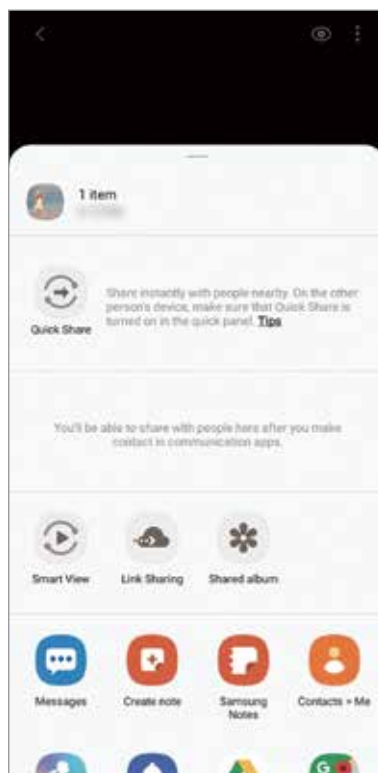 1 item
Share instantly with people nearby. On the other
person's device, make sure that Quick Share is
turned on in the quick panel. Tips
Quick Share
You'll be able to share with people here after you make
contact in communication apps.
Smart View Link Sharing Shared album
Messages Create note Samsung Notes Contacts - Me
G